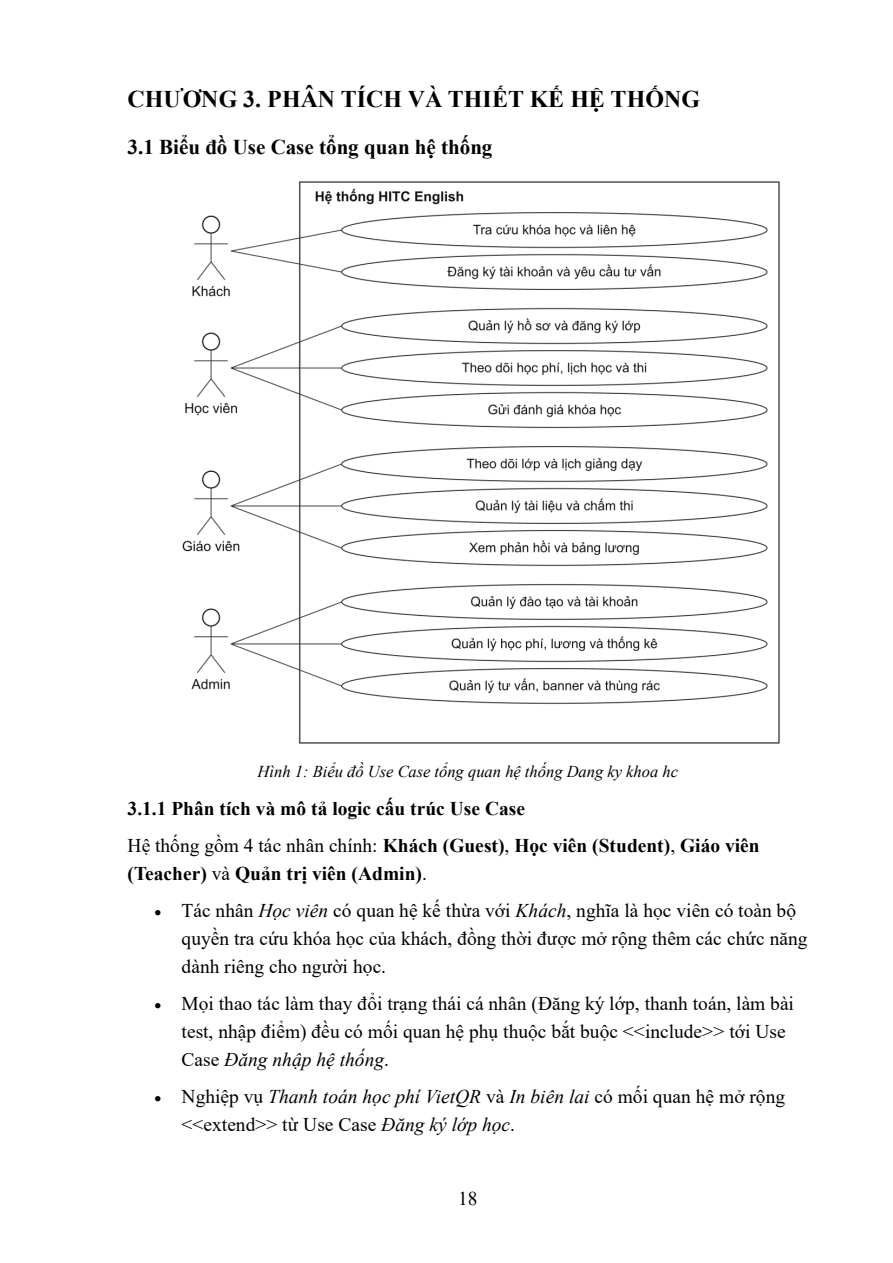 CHƯƠNG 3. PHÂN TÍCH VÀ THIẾT KẾ HỆ THỐNG
3.1 Biểu đồ Use Case tổng quan hệ thống
Hệ thống HITC English
Tra cứu khóa học và liên hệ
Đăng ký tài khoản và yêu cầu tư vấn
Khách
Quản lý hồ sơ và đăng ký lớp
Theo dõi học phí, lịch học và thi
Gửi đánh giá khóa học
Học viên
Theo dõi lớp và lịch giảng dạy
Quản lý tài liệu và chấm thi
Xem phản hồi và bảng lương
Giáo viên
Quản lý đào tạo và tài khoản
Quản lý học phí, lương và thống kê
Quản lý tư vấn, banner và thùng rác
Admin
Hình 1: Biểu đồ Use Case tổng quan hệ thống Dang ky khoa hc
3.1.1 Phân tích và mô tả logic cấu trúc Use Case
Hệ thống gồm 4 tác nhân chính: Khách (Guest), Học viên (Student), Giáo viên
(Teacher) và Quản trị viên (Admin).
• Tác nhân Học viên có quan hệ kế thừa với Khách, nghĩa là học viên có toàn bộ
quyền tra cứu khóa học của khách, đồng thời được mở rộng thêm các chức năng
dành riêng cho người học.
• Mọi thao tác làm thay đổi trạng thái cá nhân (Đăng ký lớp, thanh toán, làm bài
test, nhập điểm) đều có mối quan hệ phụ thuộc bắt buộc <<include>> tới Use
Case Đăng nhập hệ thống.
• Nghiệp vụ Thanh toán học phí VietQR và In biên lai có mối quan hệ mở rộng
<<extend>> từ Use Case Đăng ký lớp học.
18